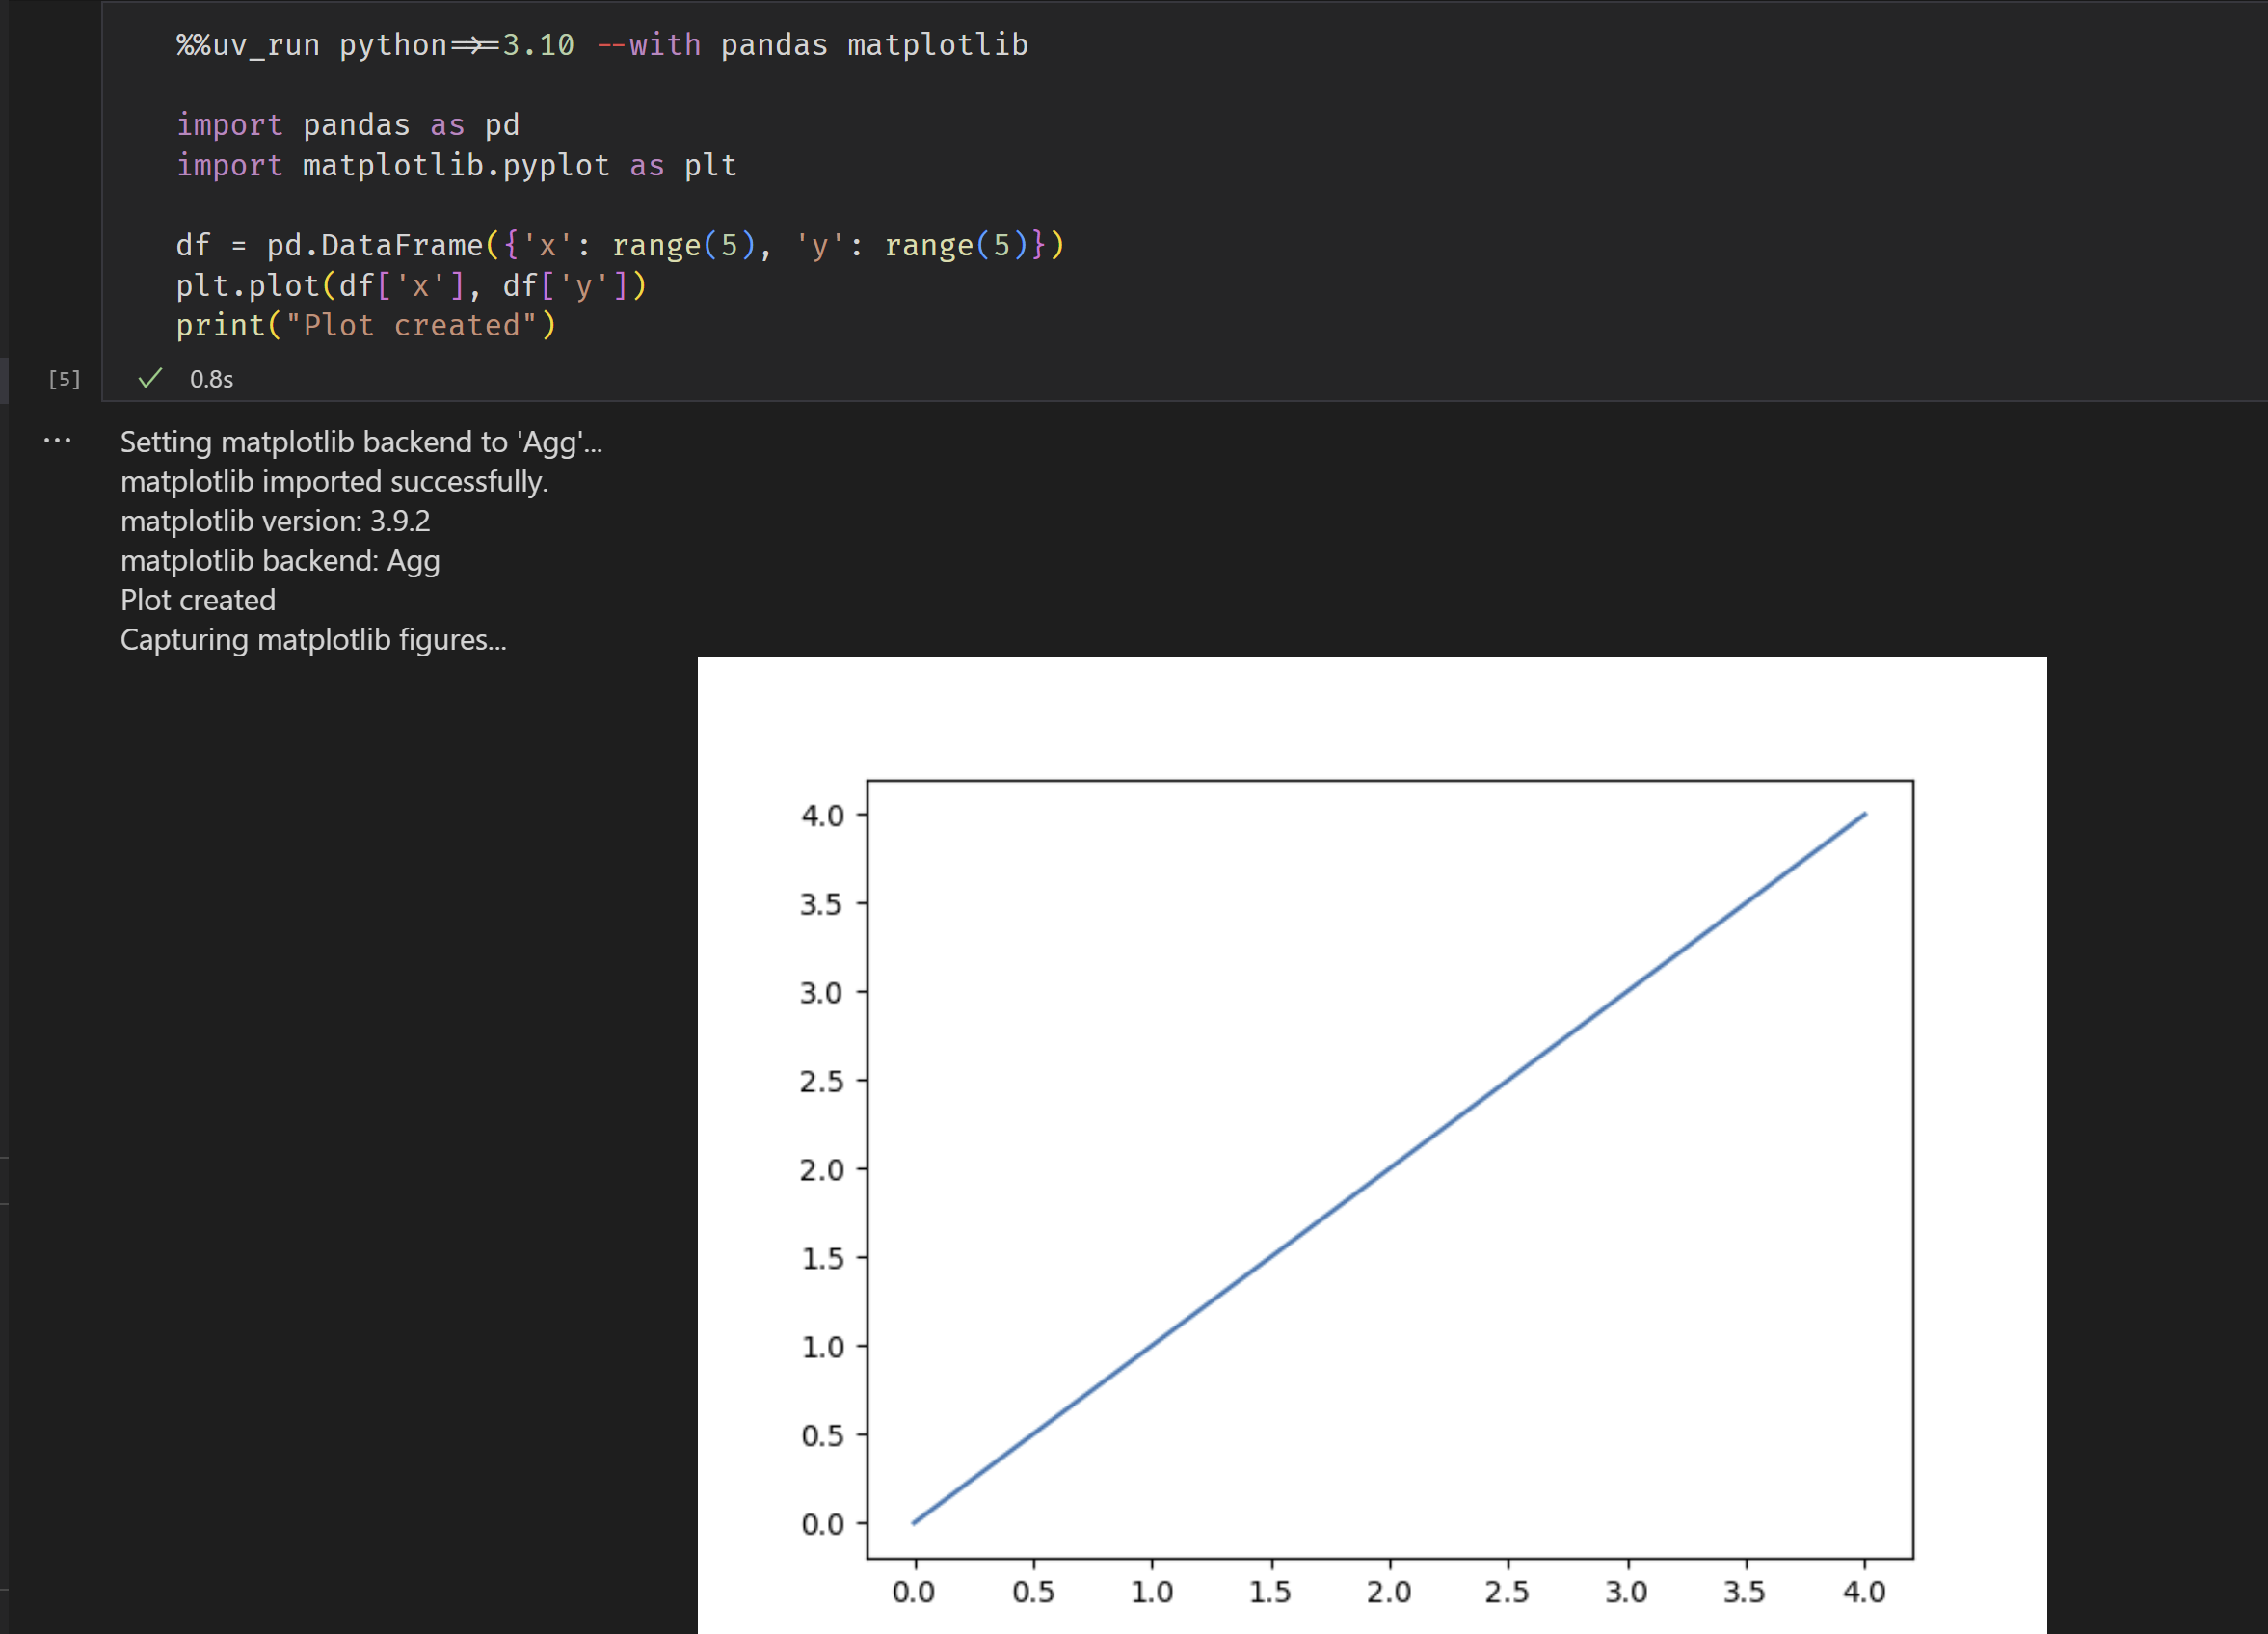 %%uv_run python=>=3.10 --with pandas matplotlib
import pandas as pd
import matplotlib.pyplot as plt
df = pd.DataFrame({'x': range(5), 'y': range(5)})
plt.plot(df['x'], df['y'])
print("Plot created")
[5]
0.8s
...
Setting matplotlib backend to 'Agg'...
matplotlib imported successfully.
matplotlib version: 3.9.2
matplotlib backend: Agg
Plot created
Capturing matplotlib figures...
4.0
3.5
3.0
2.5
2.0
1.5
1.0
0.5
0.0
0.0 0.5 1.0 1.5 2.0 2.5 3.0 3.5 4.0